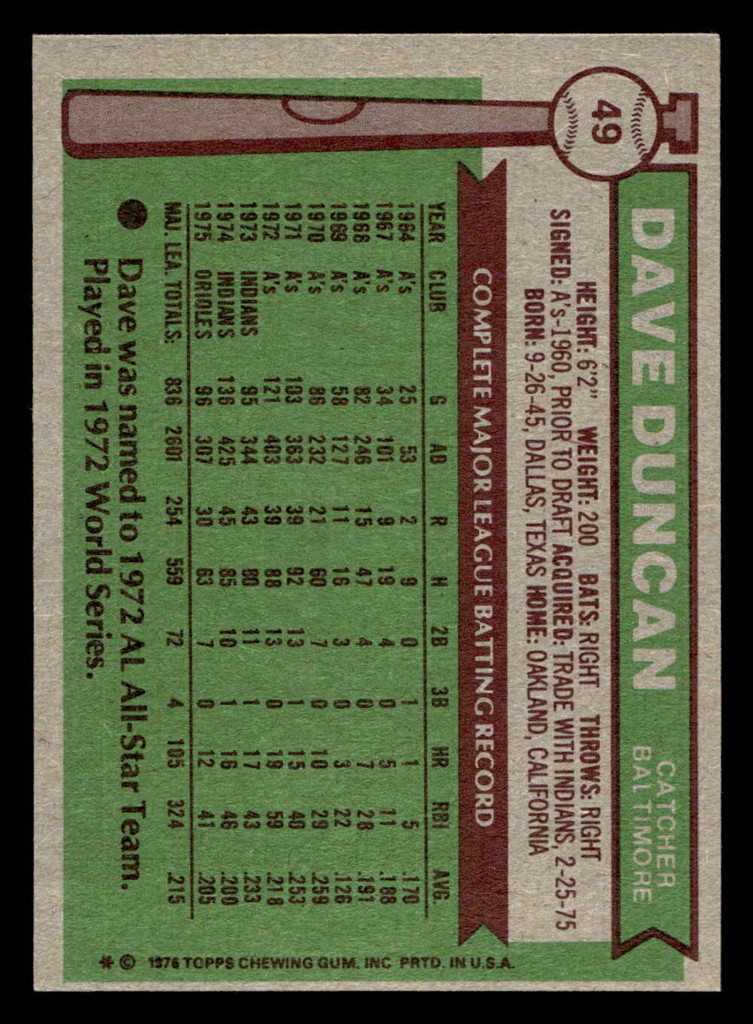 49
DAVE DUNCAN
CATCHER
BALTIMORE
HEIGHT: 6'2" WEIGHT: 200 BATS: RIGHT THROWS: RIGHT
SIGNED: A's-1960, PRIOR TO DRAFT ACQUIRED: TRADE WITH INDIANS, 2-25-75
BORN: 9-26-45, DALLAS, TEXAS HOME: OAKLAND, CALIFORNIA
COMPLETE MAJOR LEAGUE BATTING RECORD
YEAR CLUB G AB R H 2B 3B HR RBI AVG.
1964 A's 25 53 2 9 0 1 1 5 .170
1967 A's 34 101 9 19 4 0 5 11 .188
1968 A's 82 246 15 47 4 0 7 28 .191
1969 A's 58 127 11 16 3 0 3 22 .126
1970 A's 86 232 21 60 7 0 10 29 .259
1971 A's 103 363 39 92 13 1 15 40 .253
1972 A's 121 403 39 88 13 0 19 59 .218
1973 INDIANS 95 344 43 80 11 1 17 43 .233
1974 INDIANS 136 425 45 85 10 1 16 46 .200
1975 ORIOLES 96 307 30 63 7 0 12 41 .205
MAJ. LEA. TOTALS: 836 2601 254 559 72 4 105 324 .215
Dave was named to 1972 AL All-Star Team.
Played in 1972 World Series.
* © 1976 TOPPS CHEWING GUM, INC PRTD. IN U.S.A.